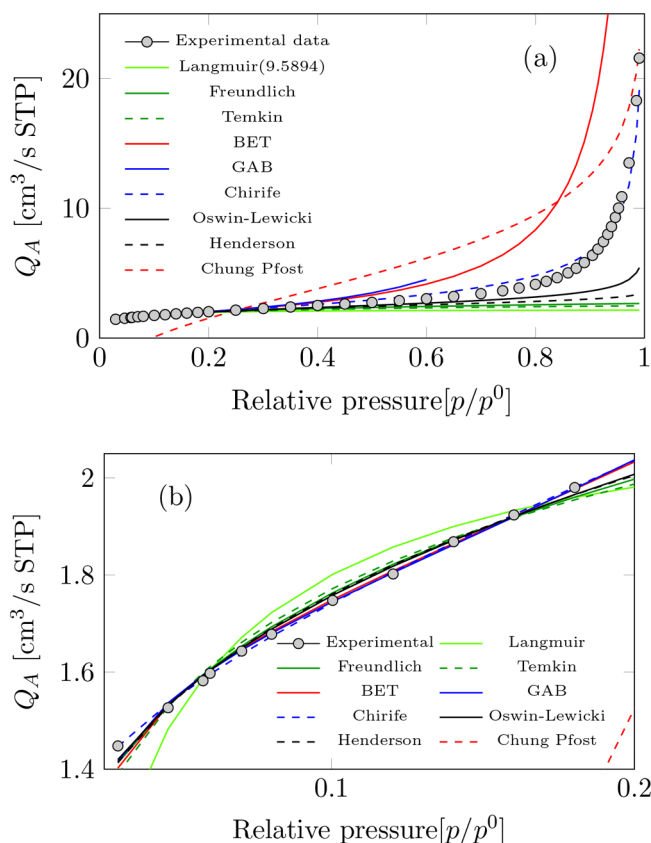 (a)
Experimental data
Langmuir(9.5894)
Freundlich
Temkin
BET
GAB
Chirife
Oswin-Lewicki
Henderson
Chung Pfost
20
10
0
Q_A [cm³/s STP]
0 0.2 0.4 0.6 0.8 1
Relative pressure[p/p⁰]
(b)
2
1.8
1.6
1.4
Q_A [cm³/s STP]
Experimental Langmuir
Freundlich Temkin
BET GAB
Chirife Oswin-Lewicki
Henderson Chung Pfost
0.1 0.2
Relative pressure[p/p⁰]